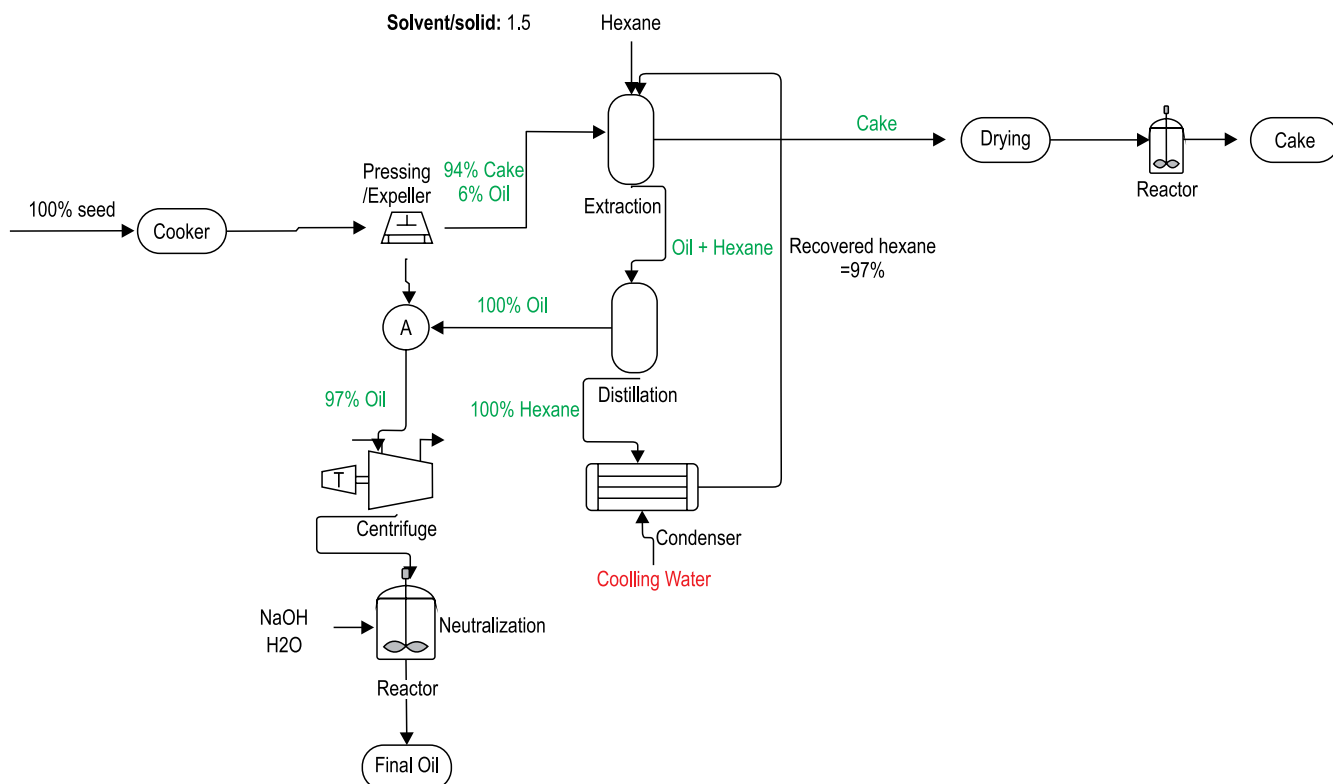 Solvent/solid: 1.5
Hexane
Cake
Drying
Cake
Reactor
Pressing
/Expeller
94% Cake
6% Oil
Extraction
100% seed
Cooker
Oil + Hexane
Recovered hexane
=97%
100% Oil
A
Distillation
97% Oil
100% Hexane
T
Centrifuge
Condenser
Coolling Water
NaOH
H2O
Neutralization
Reactor
Final Oil